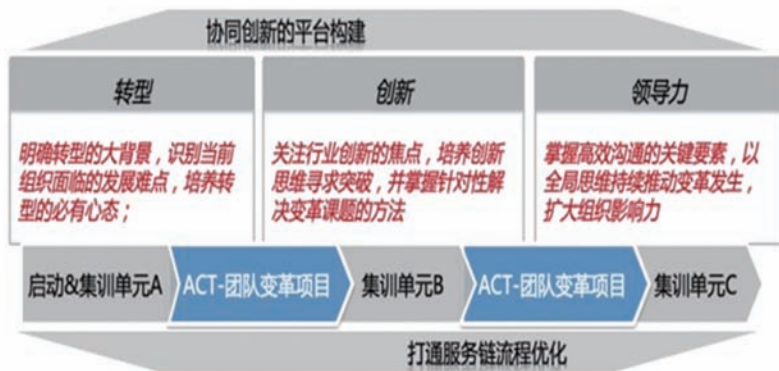 协同创新的平台构建
转型
明确转型的大背景，识别当前
组织面临的发展难点，培养转
型的必有心态；
创新
关注行业创新的焦点，培养创新
思维寻求突破，并掌握针对性解
决变革课题的方法
领导力
掌握高效沟通的关键要素，以
全局思维持续推动变革发生，
扩大组织影响力
启动&集训单元A
ACT-团队变革项目
集训单元B
ACT-团队变革项目
集训单元C
打通服务链流程优化